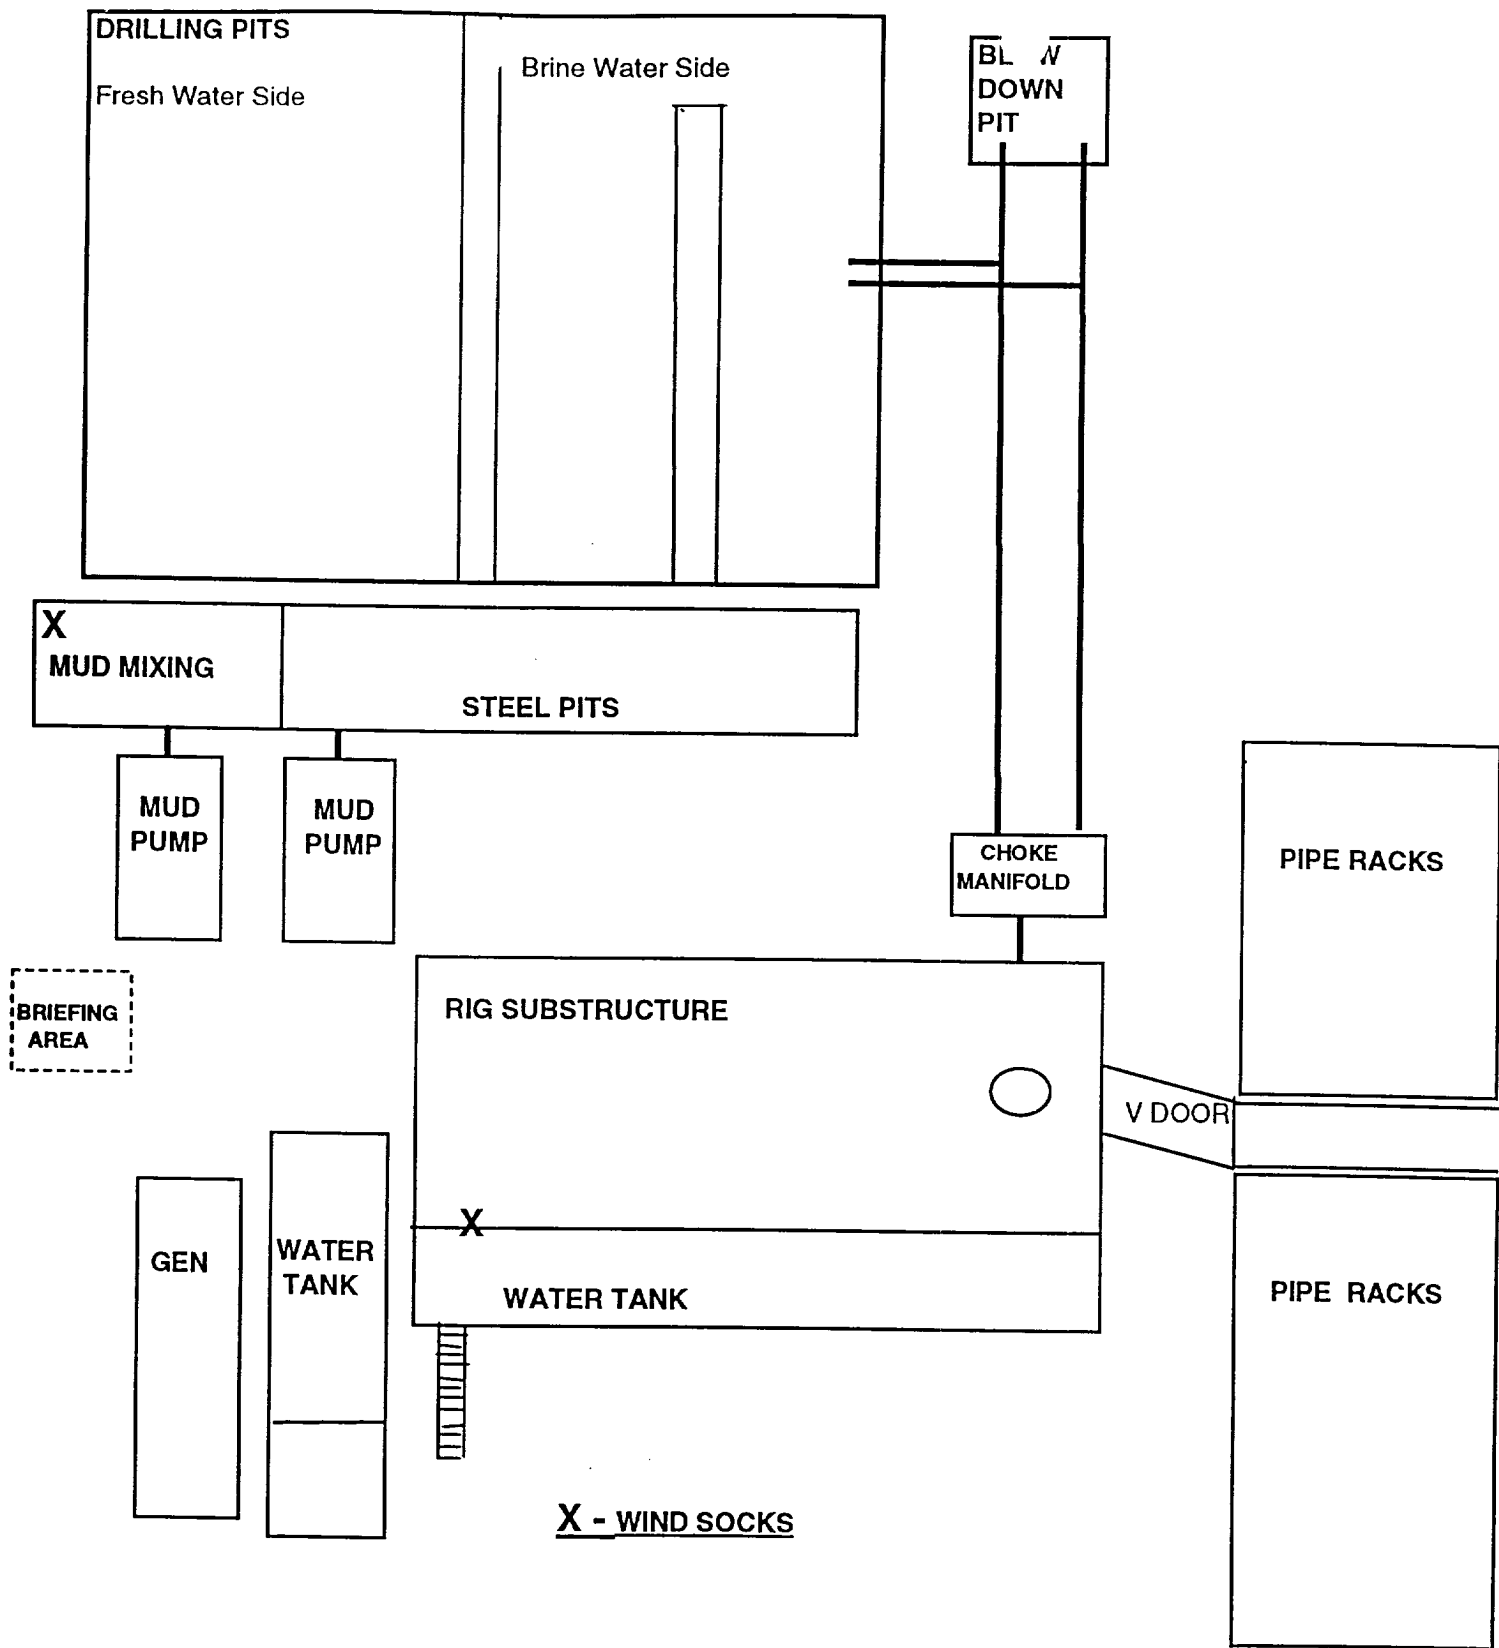 DRILLING PITS
Fresh Water Side
Brine Water Side
DOWN
PIT
X
MUD MIXING
STEEL PITS
MUD
PUMP
MUD
PUMP
CHOKE
MANIFOLD
PIPE RACKS
BRIEFING
AREA
RIG SUBSTRUCTURE
V DOOR
X
GEN
WATER
TANK
WATER TANK
PIPE RACKS
X - WIND SOCKS